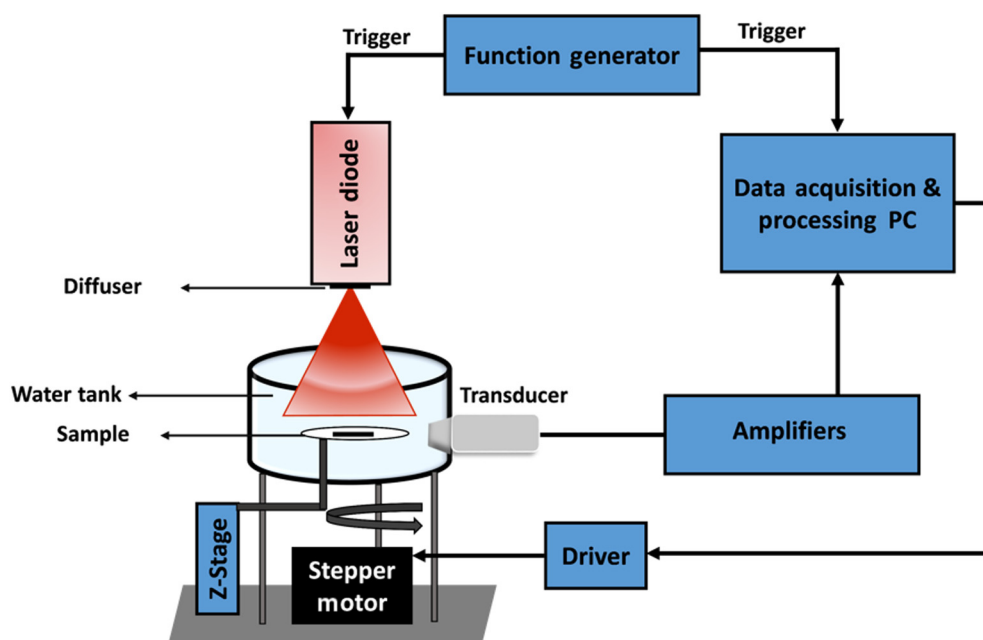 Trigger
Function generator
Trigger
Laser diode
Data acquisition &
processing PC
Diffuser
Water tank
Transducer
Sample
Amplifiers
Z-Stage
Stepper
motor
Driver